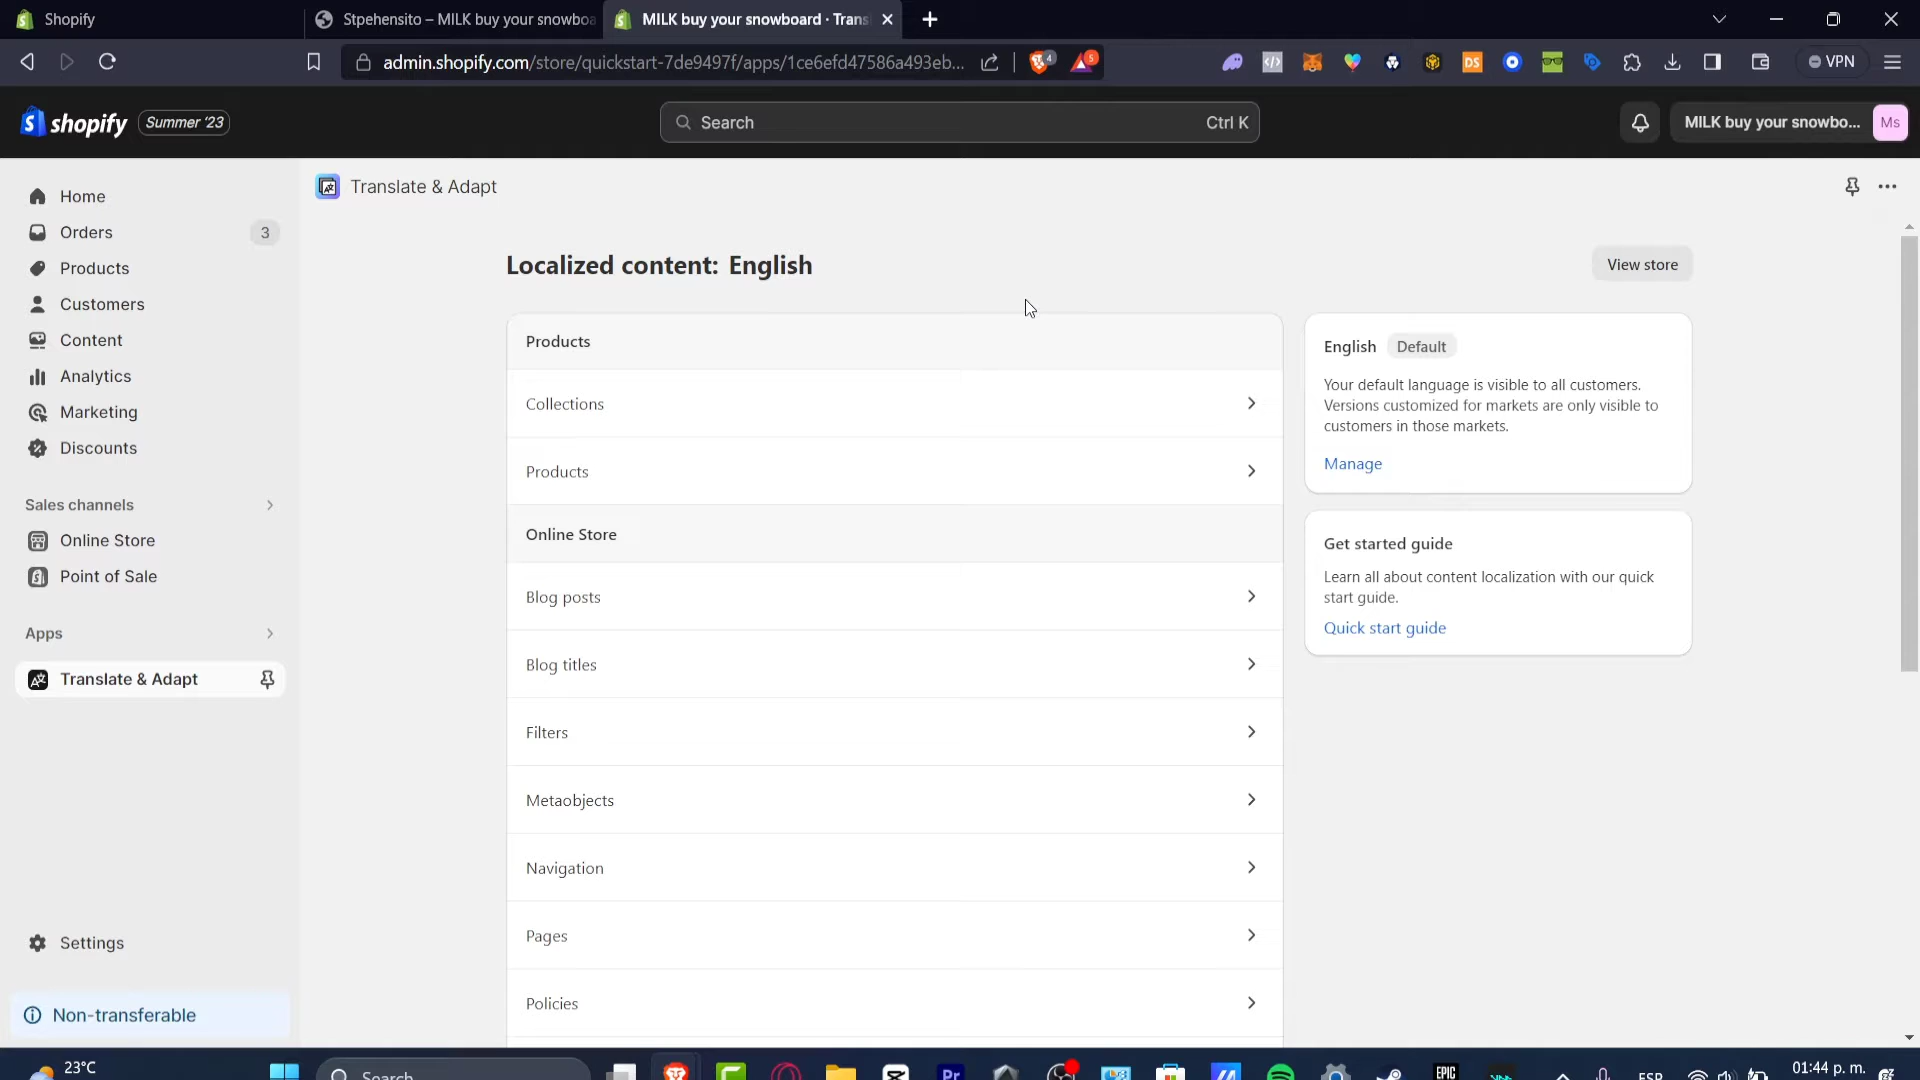 Shopify
Stpehensito – MILK buy your snowboa
MILK buy your snowboard · Trans
admin.shopify.com/store/quickstart-7de9497f/apps/1ce6efd47586a493eb...
4
5
DS
VPN
shopify
Summer '23
Search
Ctrl K
MILK buy your snowbo...
Ms
Home
Orders
3
Products
Customers
Content
Analytics
Marketing
Discounts
Sales channels
Online Store
Point of Sale
Apps
Translate & Adapt
Settings
Non-transferable
Translate & Adapt
Localized content: English
View store
Products
Collections
Products
Online Store
Blog posts
Blog titles
Filters
Metaobjects
Navigation
Pages
Policies
English
Default
Your default language is visible to all customers.
Versions customized for markets are only visible to
customers in those markets.
Manage
Get started guide
Learn all about content localization with our quick
start guide.
Quick start guide
23°C
Search
Pr
EPIC
ESP
01:44 p. m.